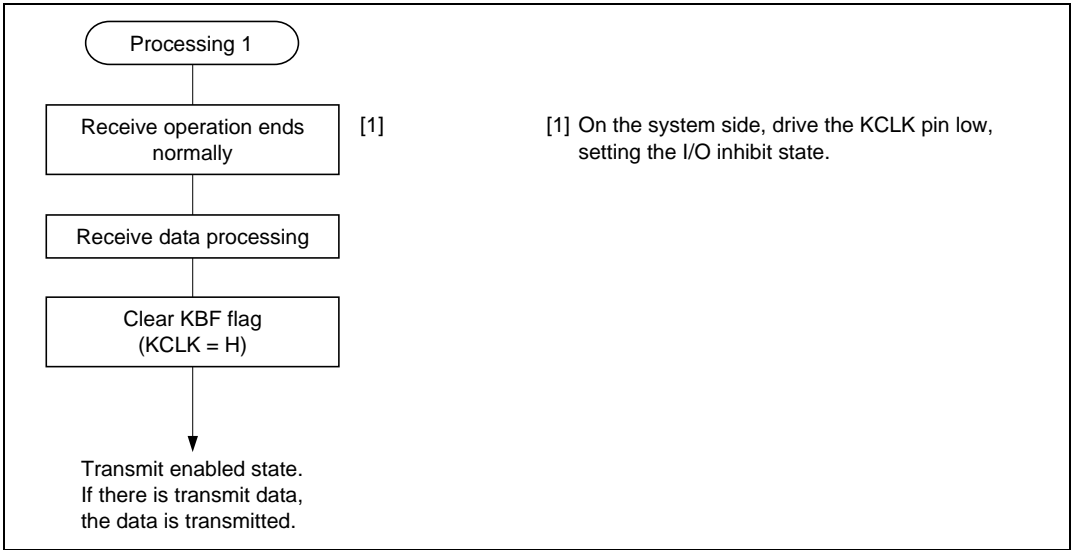 Processing 1
Receive operation ends
normally
[1]
[1] On the system side, drive the KCLK pin low,
setting the I/O inhibit state.
Receive data processing
Clear KBF flag
(KCLK = H)
Transmit enabled state.
If there is transmit data,
the data is transmitted.